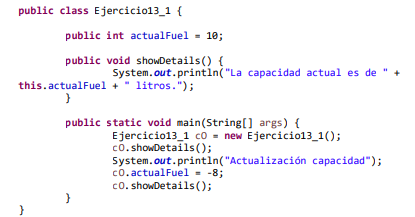 public class Ejercicio13_1 {
public int actualFuel = 10;
public void showDetails() {
System.out.println("La capacidad actual es de " +
this.actualFuel + " litros.");
}
public static void main(String[] args) {
Ejercicio13_1 cO = new Ejercicio13_1();
cO.showDetails();
System.out.println("Actualización capacidad");
cO.actualFuel = -8;
cO.showDetails();
}
}